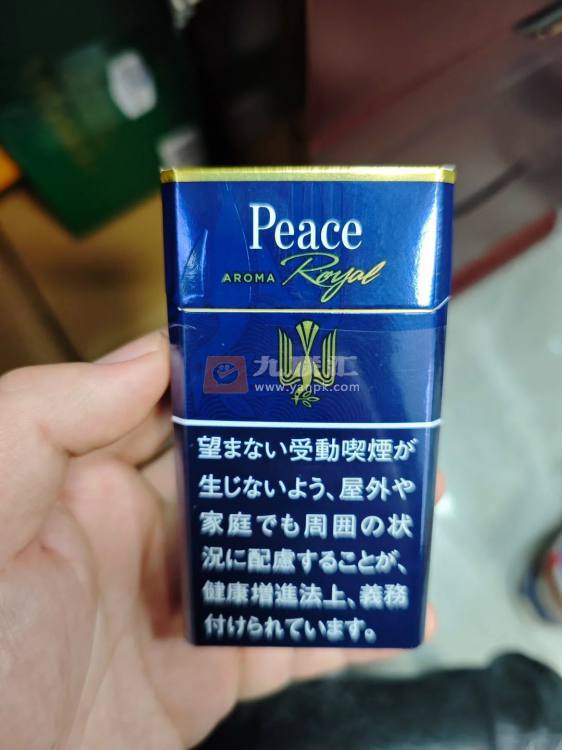 Peace
AROMA Royal
九联汇
www.yanpk.com
望まない受動喫煙が
生じないよう、屋外や
家庭でも周囲の状
況に配慮することが、
健康増進法上、義務
付けられています。